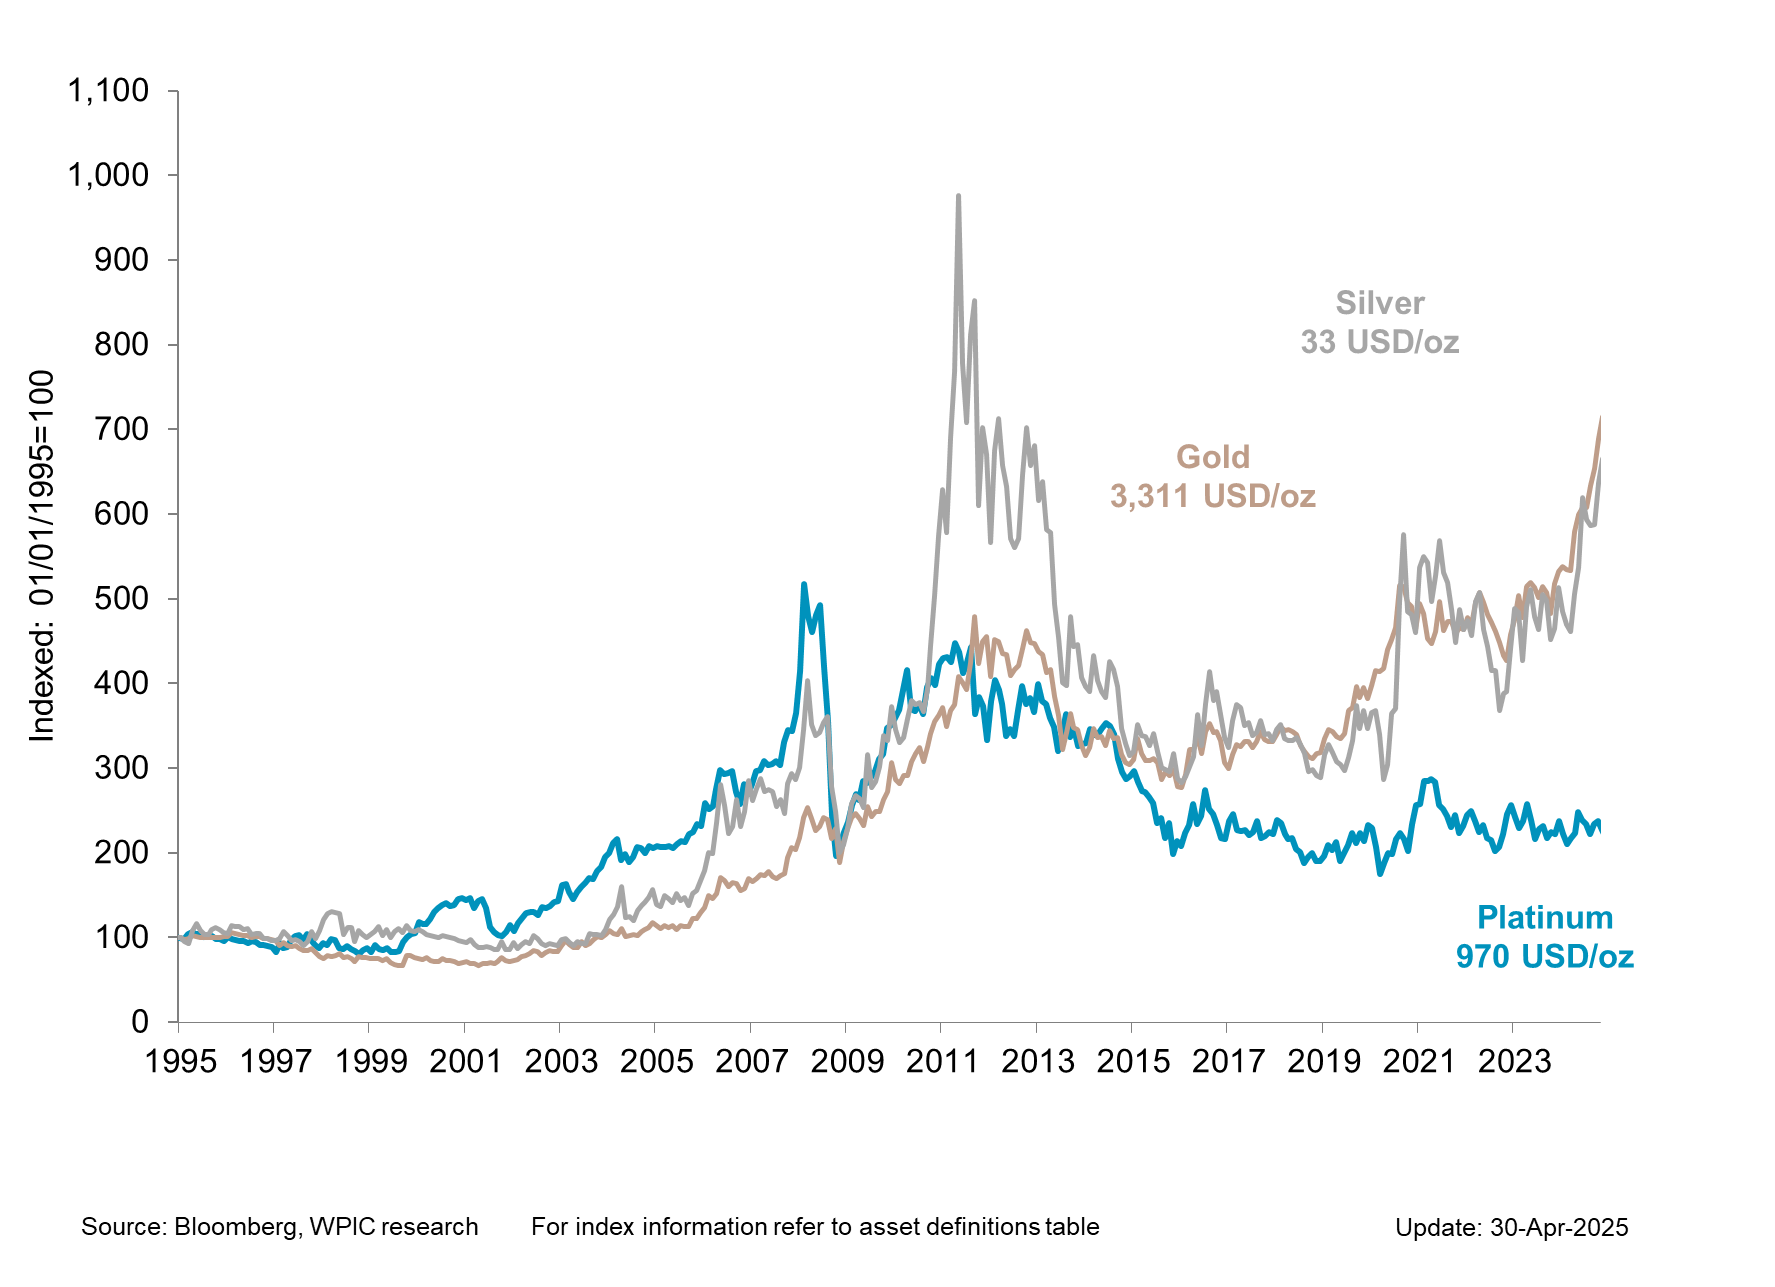 1,100
1,000
900
800
700
600
500
400
300
200
100
0
Indexed: 01/01/1995=100
Silver
33 USD/oz
Gold
3,311 USD/oz
Platinum
970 USD/oz
1995 1997 1999 2001 2003 2005 2007 2009 2011 2013 2015 2017 2019 2021 2023
Source: Bloomberg, WPIC research For index information refer to asset definitions table Update: 30-Apr-2025